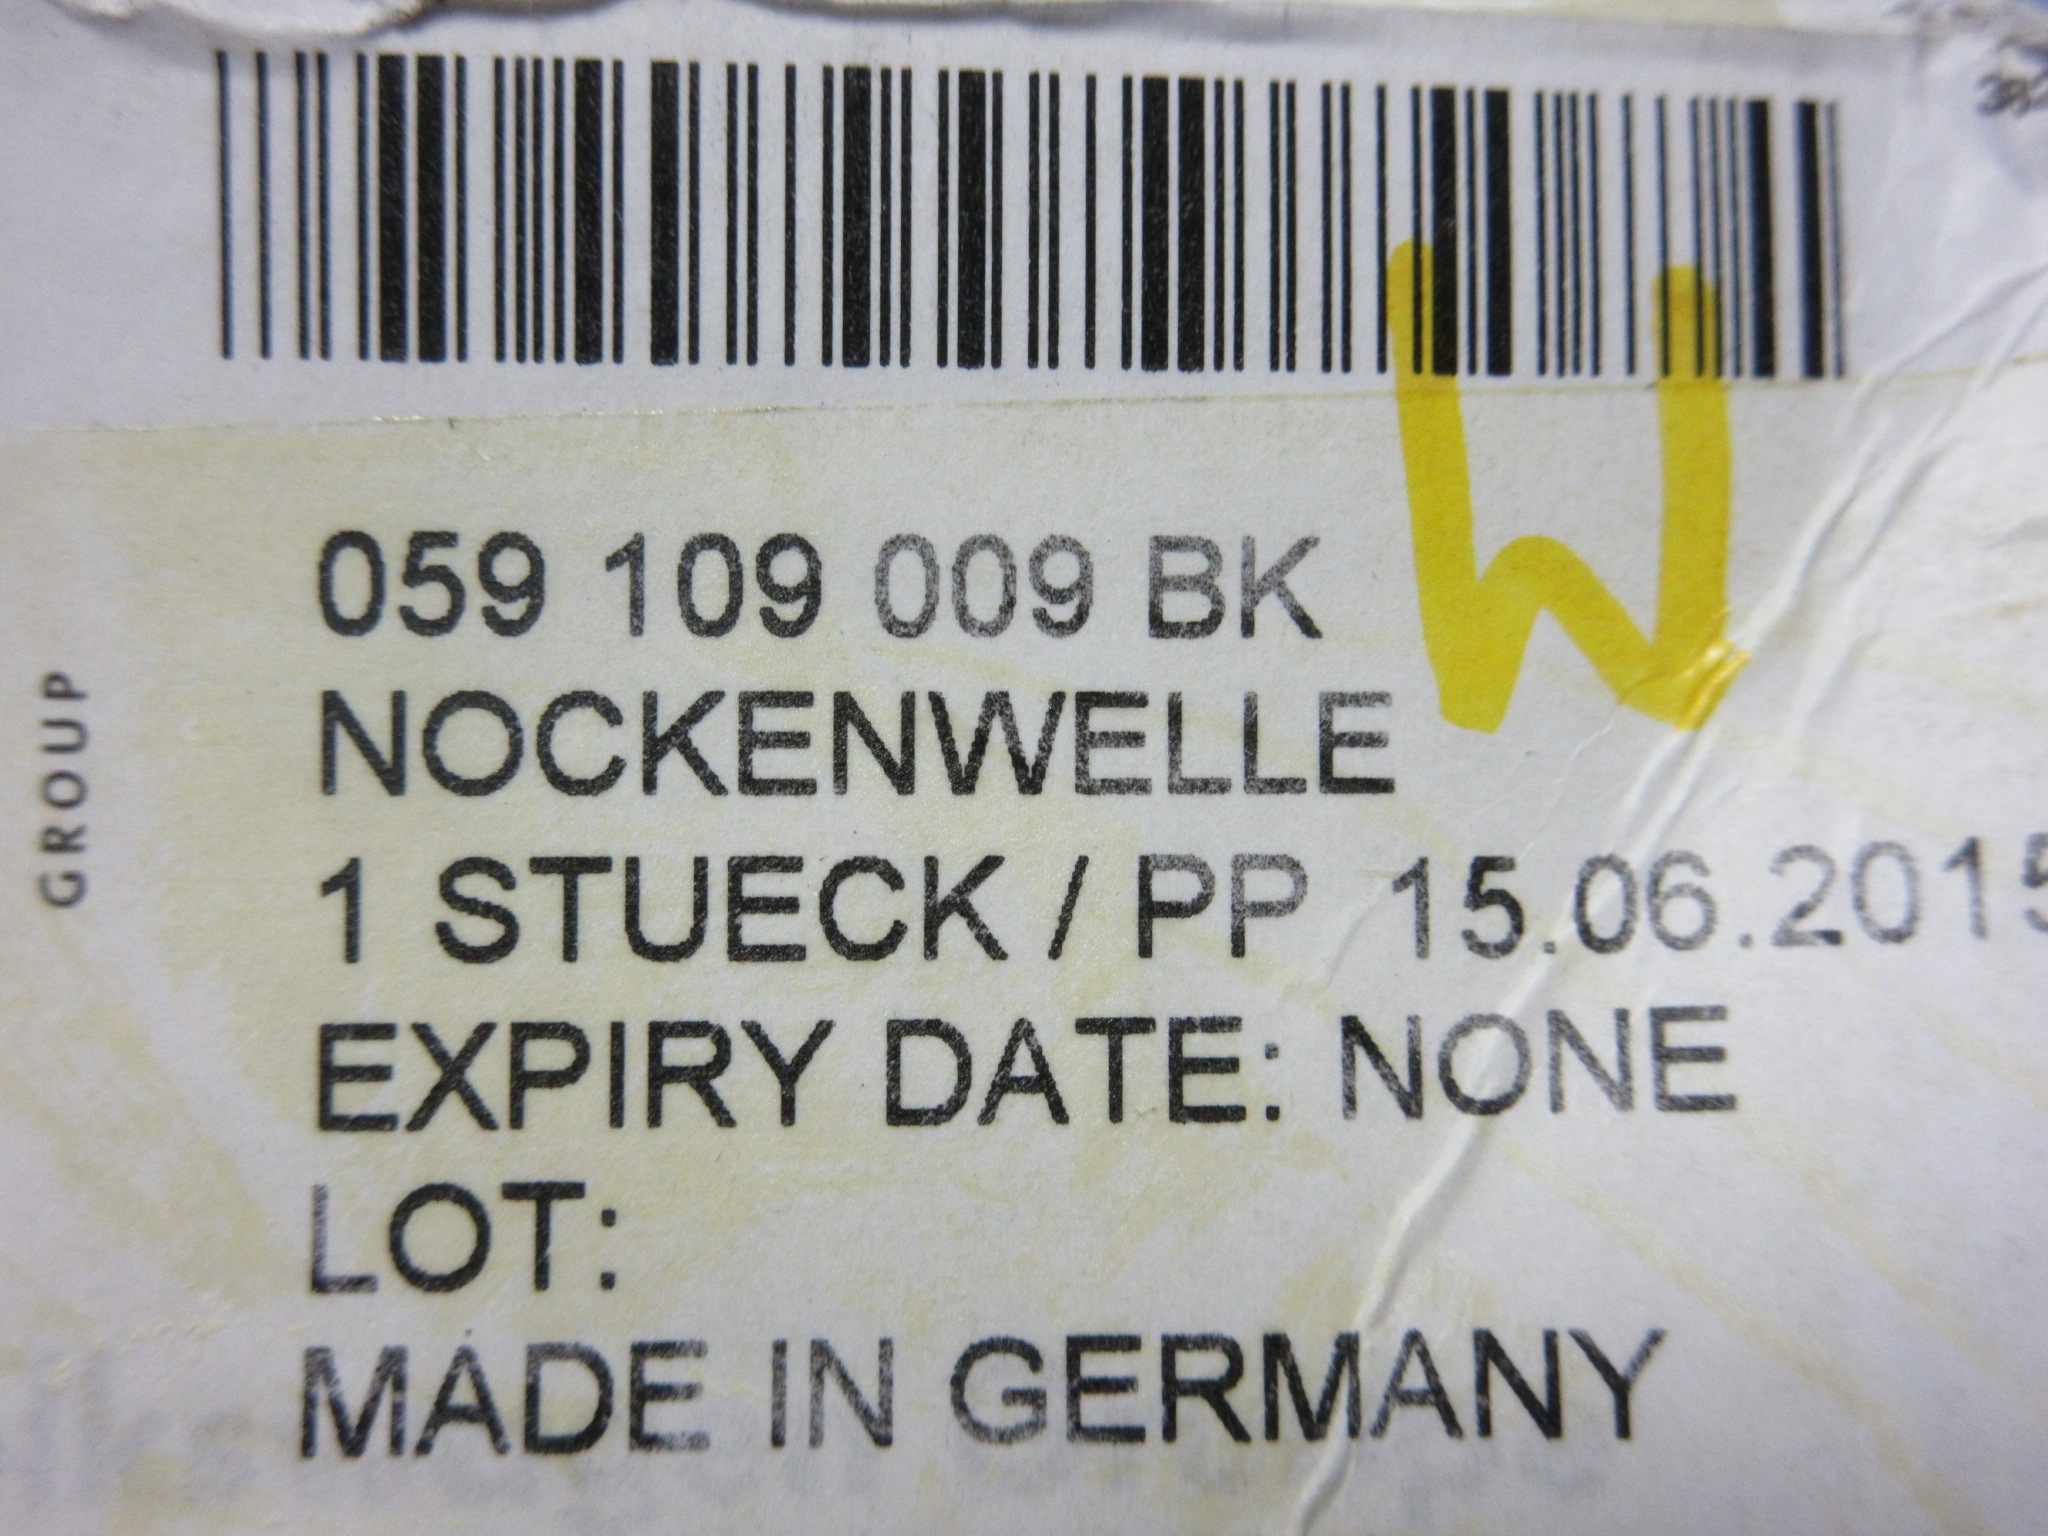 W
059 109 009 BK
NOCKENWELLE
1 STUECK / PP 15.06.2015
EXPIRY DATE: NONE
LOT:
MADE IN GERMANY
GROUP